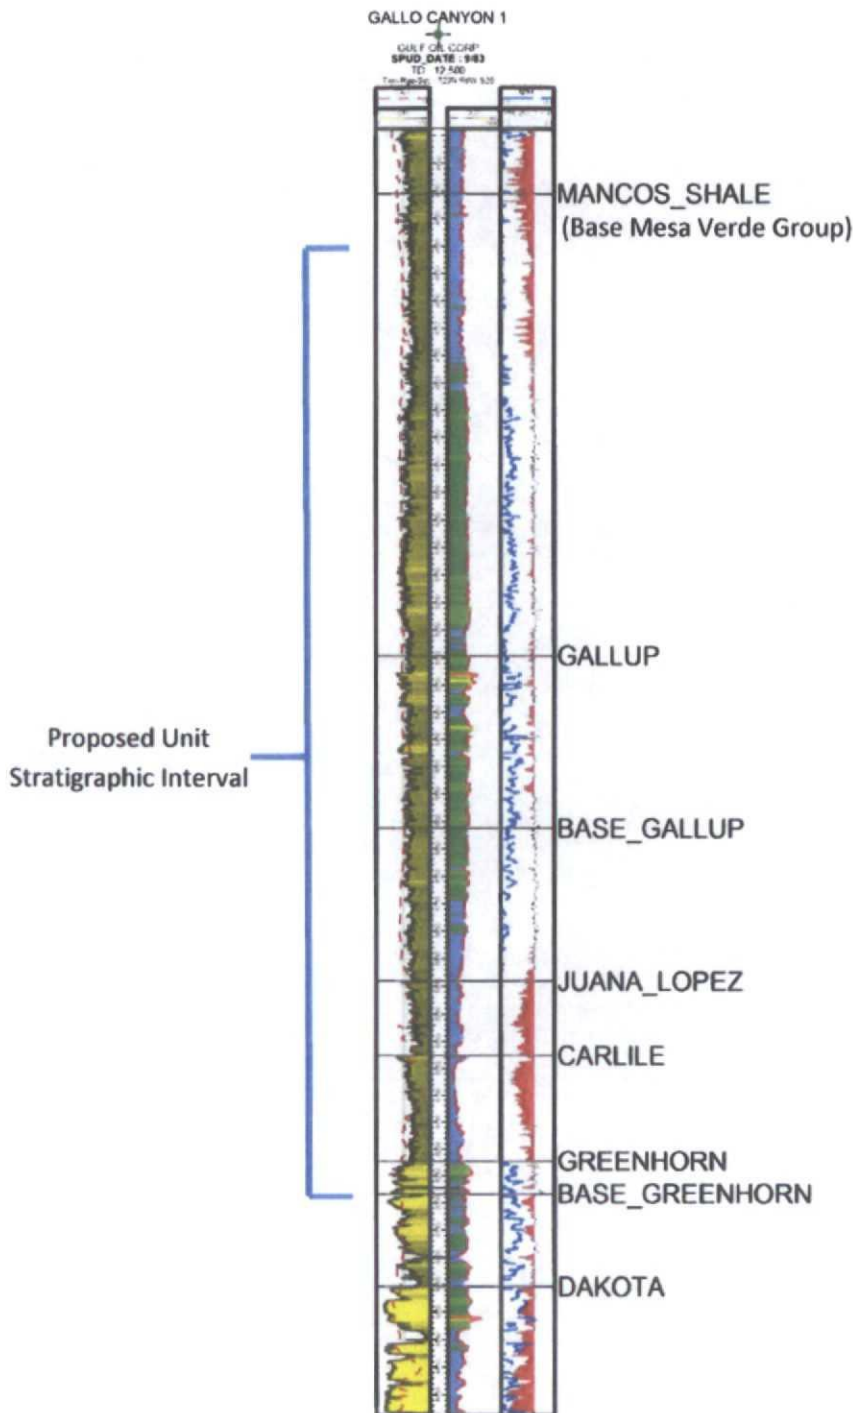 GALLO CANYON 1
GULF OIL CORP
SPUD_DATE : 9/83
TD : 12,500
MANCOS_SHALE
(Base Mesa Verde Group)
GALLUP
Proposed Unit
Stratigraphic Interval
BASE_GALLUP
JUANA_LOPEZ
CARLILE
GREENHORN
BASE_GREENHORN
DAKOTA